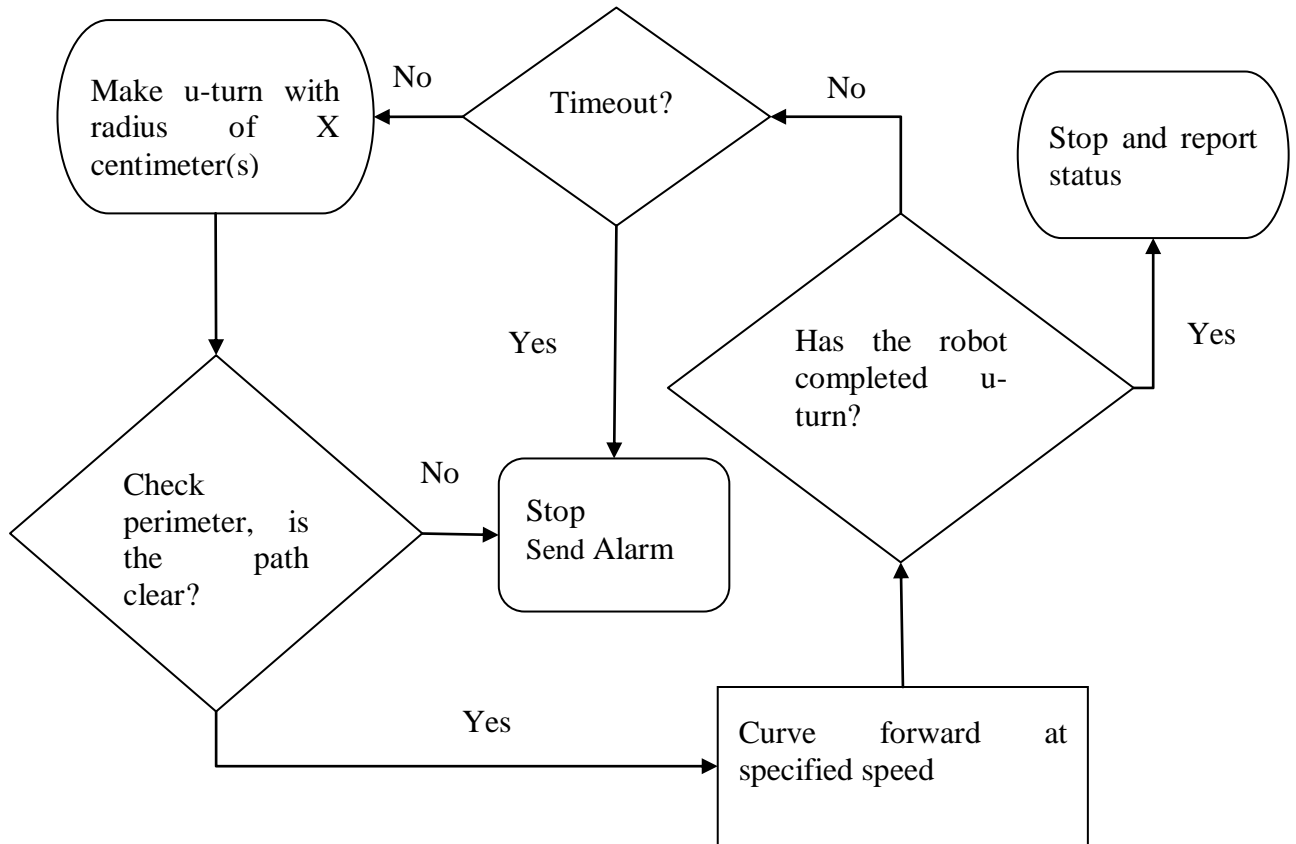 Make u-turn with
radius of X
centimeter(s)
No
Timeout?
No
Stop and report
status
Yes
Has the robot
completed u-
turn?
Yes
Check
perimeter, is
the path
clear?
No
Stop
Send Alarm
Yes
Curve forward at
specified speed